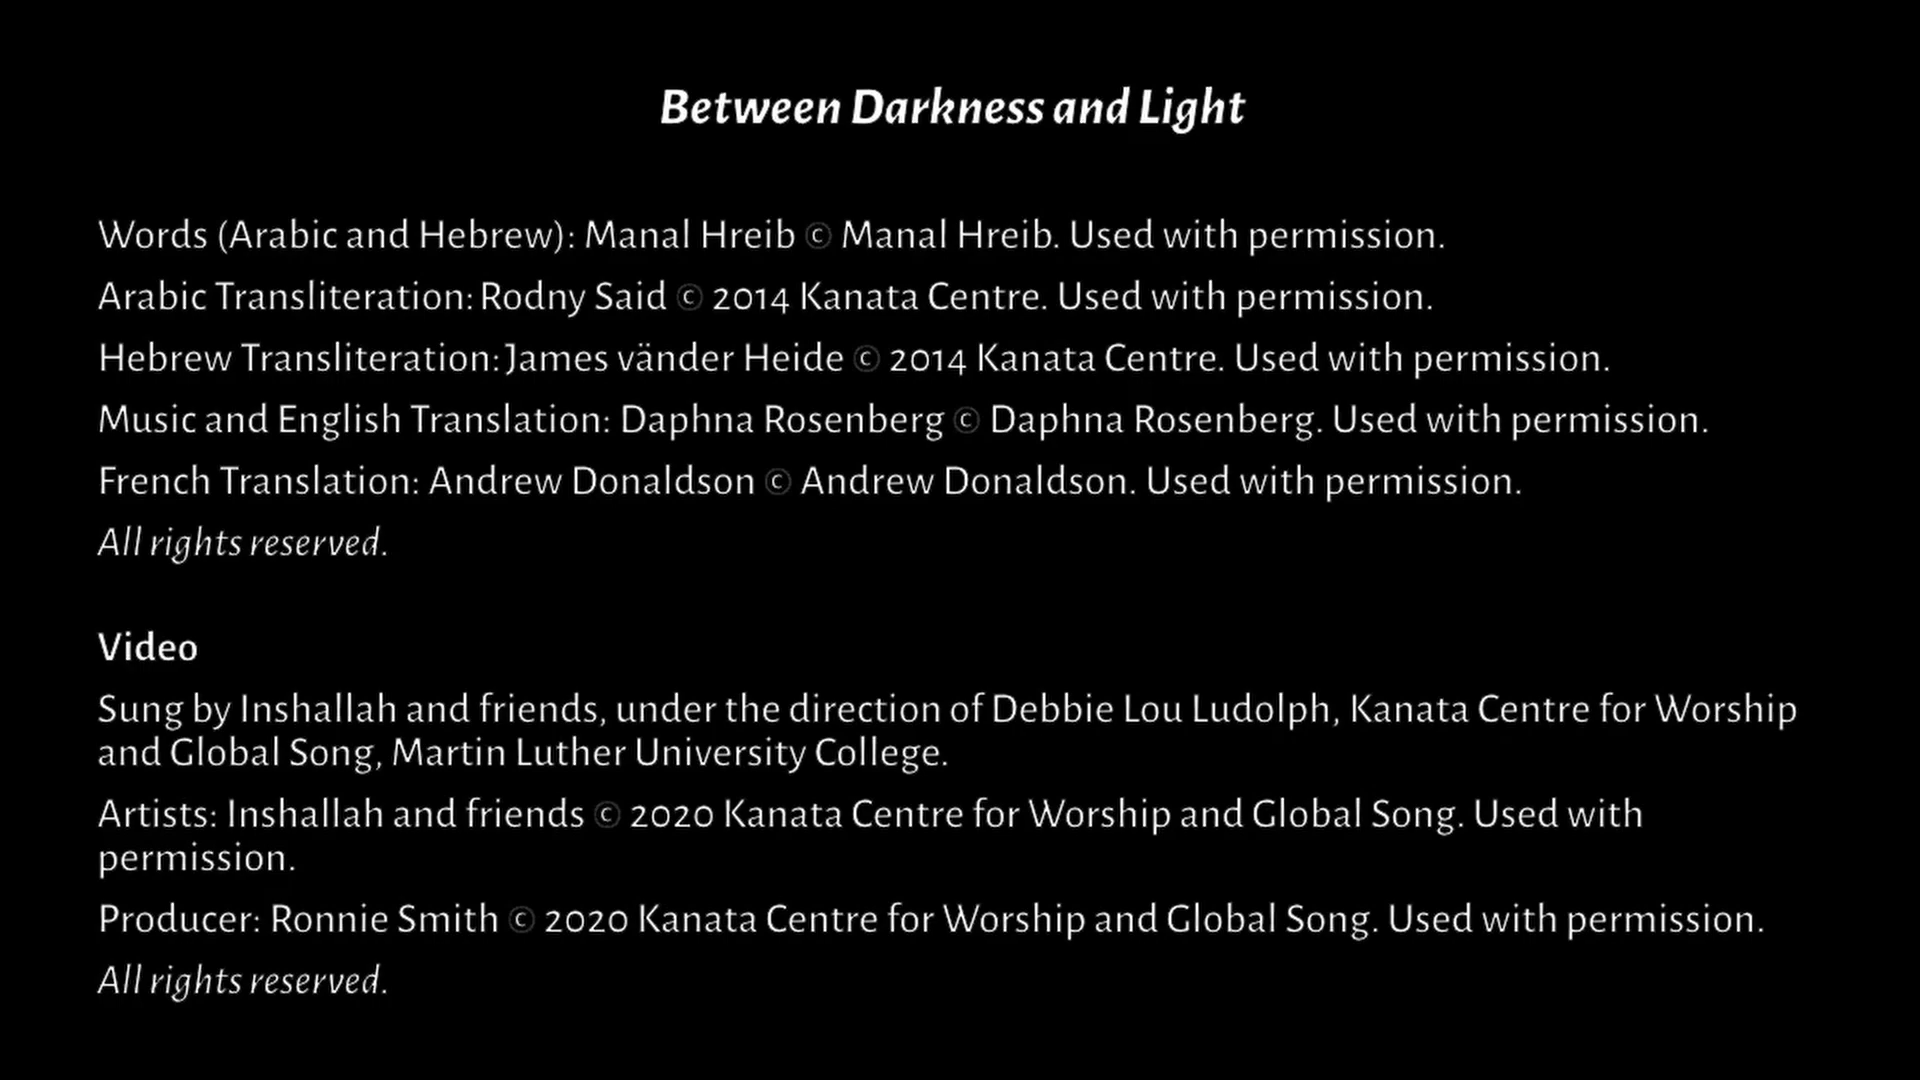 Between Darkness and Light
Words (Arabic and Hebrew): Manal Hreib © Manal Hreib. Used with permission.
Arabic Transliteration: Rodny Said © 2014 Kanata Centre. Used with permission.
Hebrew Transliteration: James vänder Heide © 2014 Kanata Centre. Used with permission.
Music and English Translation: Daphna Rosenberg © Daphna Rosenberg. Used with permission.
French Translation: Andrew Donaldson © Andrew Donaldson. Used with permission.
All rights reserved.
Video
Sung by Inshallah and friends, under the direction of Debbie Lou Ludolph, Kanata Centre for Worship
and Global Song, Martin Luther University College.
Artists: Inshallah and friends © 2020 Kanata Centre for Worship and Global Song. Used with
permission.
Producer: Ronnie Smith © 2020 Kanata Centre for Worship and Global Song. Used with permission.
All rights reserved.